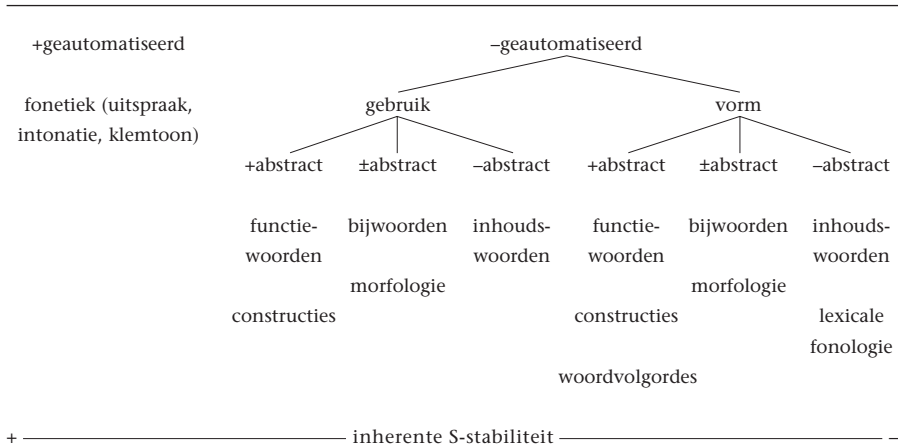 +geautomatiseerd –geautomatiseerd
fonetiek (uitspraak, gebruik vorm
intonatie, klemtoon)
+abstract ±abstract –abstract +abstract ±abstract –abstract
functie- bijwoorden inhouds- functie- bijwoorden inhouds-
woorden woorden woorden woorden
morfologie morfologie
constructies constructies lexicale
fonologie
woordvolgordes
+ inherente S-stabiliteit –